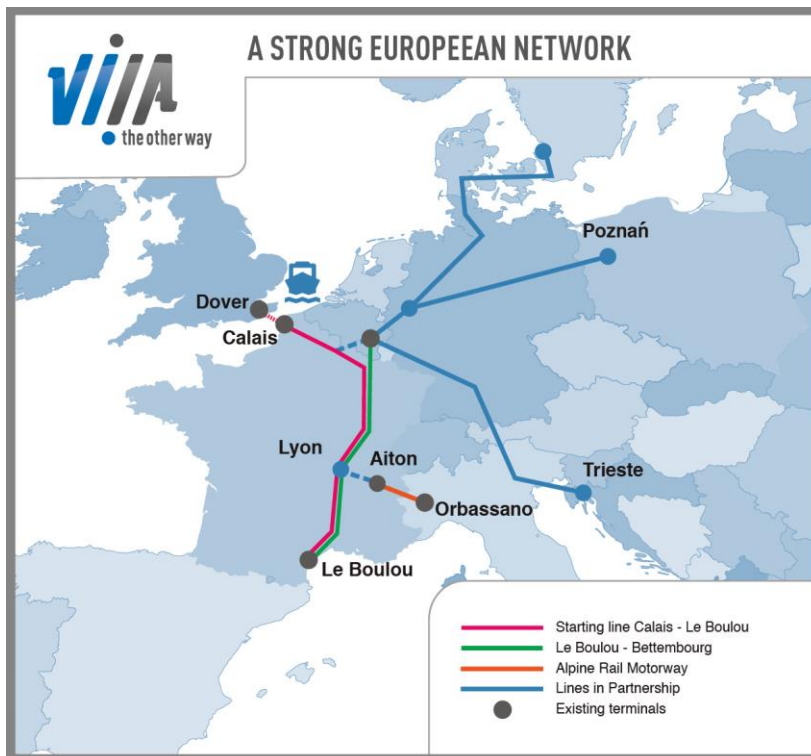 A STRONG EUROPEEAN NETWORK
VIIA
the other way
Poznań
Dover
Calais
Lyon
Aiton
Trieste
Orbassano
Le Boulou
Starting line Calais - Le Boulou
Le Boulou - Bettembourg
Alpine Rail Motorway
Lines in Partnership
Existing terminals